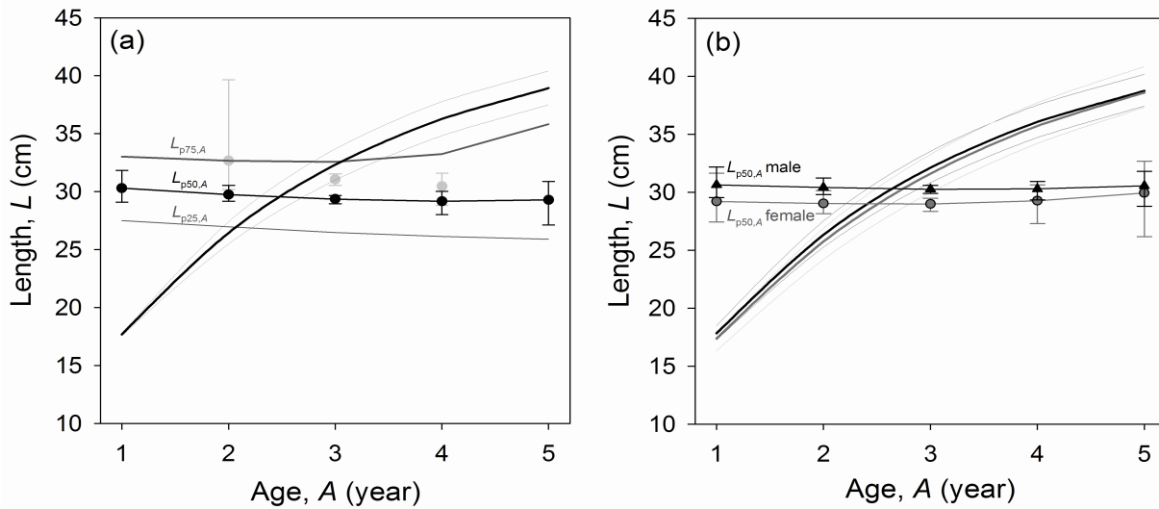 (a)
Length, L (cm)
45
40
35
30
25
20
15
10
Lp75,A
Lp50,A
Lp25,A
1 2 3 4 5
Age, A (year)
(b)
Length, L (cm)
45
40
35
30
25
20
15
10
Lp50,A male
Lp50,A female
1 2 3 4 5
Age, A (year)